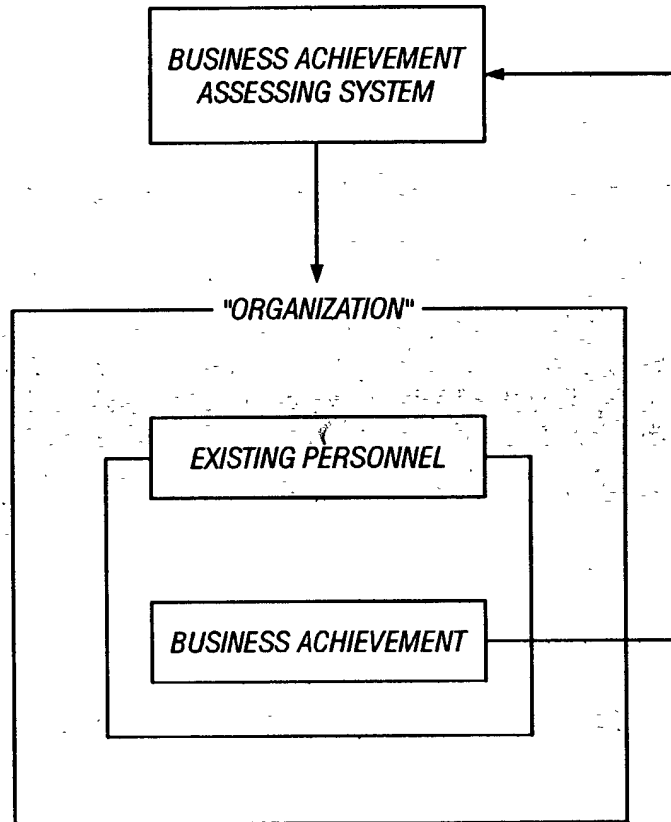 BUSINESS ACHIEVEMENT
ASSESSING SYSTEM
"ORGANIZATION"
EXISTING PERSONNEL
BUSINESS ACHIEVEMENT